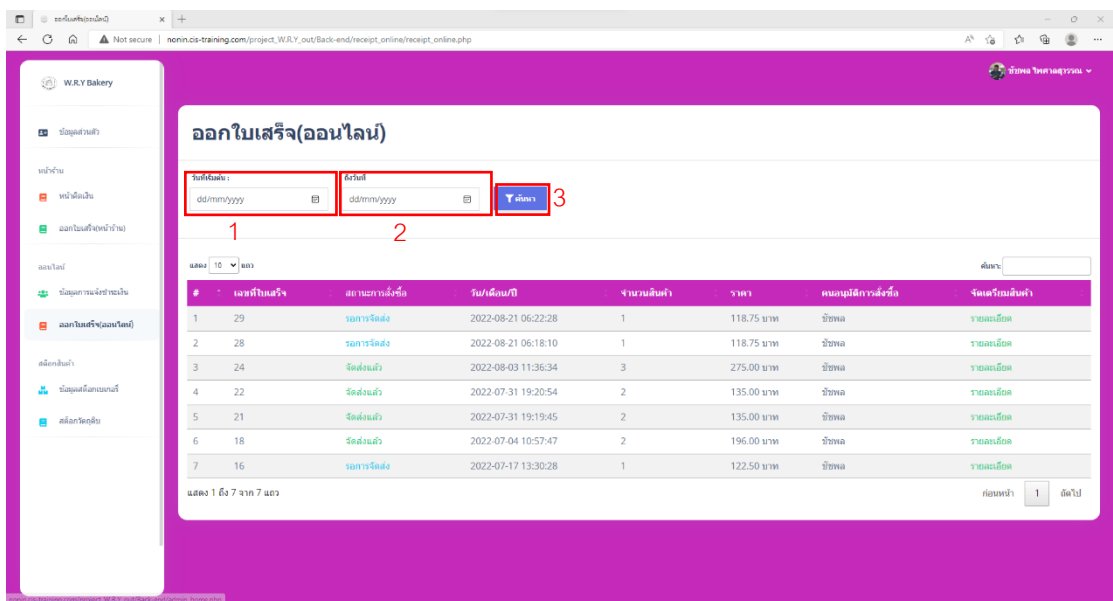 ออกใบเสร็จ(ออนไลน์)
Not secure | nonin.cis-training.com/project_W.R.Y_out/Back-end/receipt_online/receipt_online.php
W.R.Y Bakery
ชัชพล ไพศาลสุวรรณ
ข้อมูลส่วนตัว
หน้าร้าน
หน้าคิดเงิน
ออกใบเสร็จ(หน้าร้าน)
ออนไลน์
ข้อมูลการแจ้งชำระเงิน
ออกใบเสร็จ(ออนไลน์)
สต็อกสินค้า
ข้อมูลสต็อกเบเกอรี่
สต็อกวัตถุดิบ
ออกใบเสร็จ(ออนไลน์)
วันที่เริ่มต้น : ถึงวันที่
dd/mm/yyyy dd/mm/yyyy ค้นหา 3
1 2
แสดง 10 แถว ค้นหา:
# เลขที่ใบเสร็จ สถานะการสั่งซื้อ วัน/เดือน/ปี จำนวนสินค้า ราคา คนอนุมัติการสั่งซื้อ จัดเตรียมสินค้า
1 29 รอการจัดส่ง 2022-08-21 06:22:28 1 118.75 บาท ชัชพล รายละเอียด
2 28 รอการจัดส่ง 2022-08-21 06:18:10 1 118.75 บาท ชัชพล รายละเอียด
3 24 จัดส่งแล้ว 2022-08-03 11:36:34 3 275.00 บาท ชัชพล รายละเอียด
4 22 จัดส่งแล้ว 2022-07-31 19:20:54 2 135.00 บาท ชัชพล รายละเอียด
5 21 จัดส่งแล้ว 2022-07-31 19:19:45 2 135.00 บาท ชัชพล รายละเอียด
6 18 จัดส่งแล้ว 2022-07-04 10:57:47 2 196.00 บาท ชัชพล รายละเอียด
7 16 รอการจัดส่ง 2022-07-17 13:30:28 1 122.50 บาท ชัชพล รายละเอียด
แสดง 1 ถึง 7 จาก 7 แถว ก่อนหน้า 1 ถัดไป